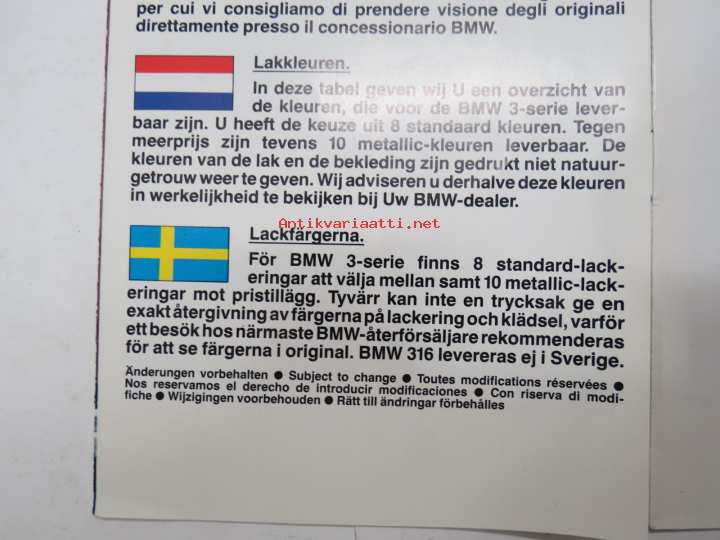 per cui vi consigliamo di prendere visione degli originali
direttamente presso il concessionario BMW.
Lakkleuren.
In deze tabel geven wij U een overzicht van
de kleuren, die voor de BMW 3-serie lever-
baar zijn. U heeft de keuze uit 8 standaard kleuren. Tegen
meerprijs zijn tevens 10 metallic-kleuren leverbaar. De
kleuren van de lak en de bekleding zijn gedrukt niet natuur-
getrouw weer te geven. Wij adviseren u derhalve deze kleuren
in werkelijkheid te bekijken bij Uw BMW-dealer.
Antikvariaatti.net
Lackfärgerna.
För BMW 3-serie finns 8 standard-lack-
eringar att välja mellan samt 10 metallic-lack-
eringar mot pristillägg. Tyvärr kan inte en trycksak ge en
exakt återgivning av färgerna på lackering och klädsel, varför
ett besök hos närmaste BMW-återförsäljare rekommenderas
för att se färgerna i original. BMW 316 levereras ej i Sverige.
Änderungen vorbehalten ● Subject to change ● Toutes modifications réservées ●
Nos reservamos el derecho de introducir modificaciones ● Con riserva di modi-
fiche ● Wijzigingen voorbehouden ● Rätt till ändringar förbehålles